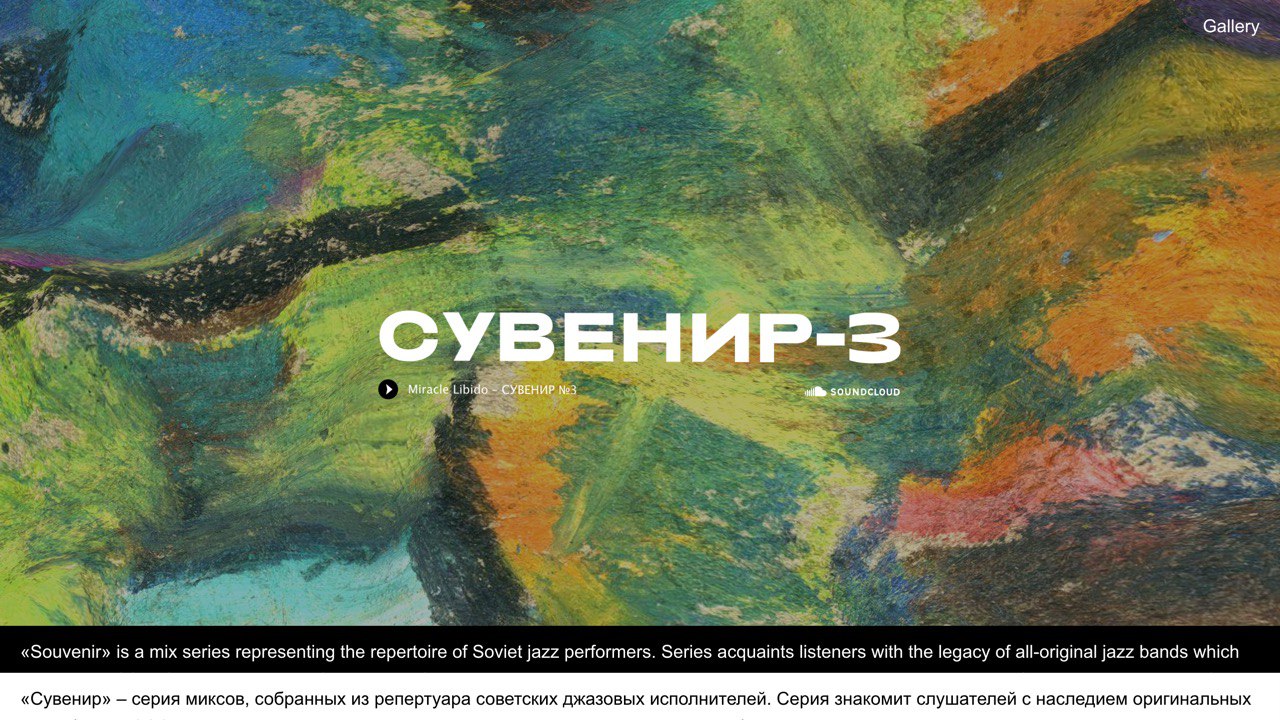 Gallery
СУВЕНИР-3
Miracle Libido - СУВЕНИР №3
SOUNDCLOUD
«Souvenir» is a mix series representing the repertoire of Soviet jazz performers. Series acquaints listeners with the legacy of all-original jazz bands which
«Сувенир» – серия миксов, собранных из репертуара советских джазовых исполнителей. Серия знакомит слушателей с наследием оригинальных